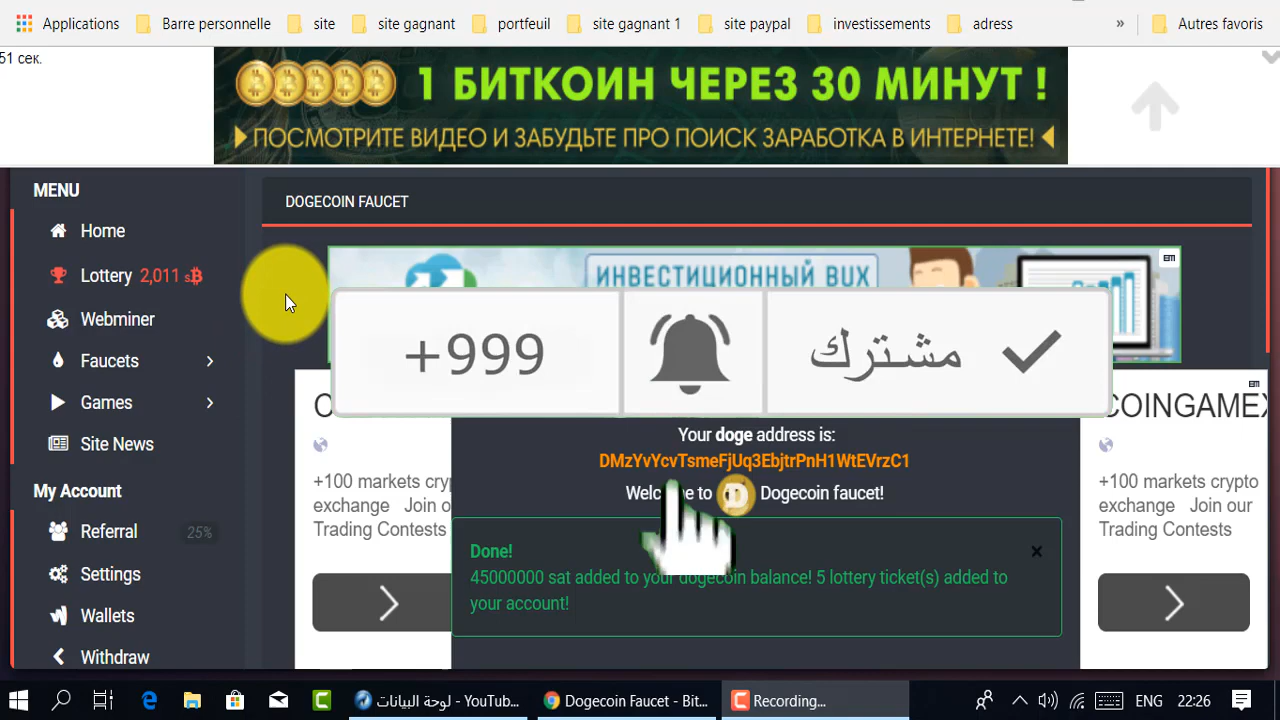 Applications
Barre personnelle
site
site gagnant
portfeuil
site gagnant 1
site paypal
investissements
adress
»
Autres favoris
51 сек.
1 БИТКОИН ЧЕРЕЗ 30 МИНУТ !
ПОСМОТРИТЕ ВИДЕО И ЗАБУДЬТЕ ПРО ПОИСК ЗАРАБОТКА В ИНТЕРНЕТЕ!
MENU
Home
Lottery 2,011 s฿
Webminer
Faucets
Games
Site News
My Account
Referral 25%
Settings
Wallets
Withdraw
DOGECOIN FAUCET
ИНВЕСТИЦИОННЫЙ BUX
+999
مشترك
+100 markets cryp
exchange Join our
Trading Contests
Your doge address is:
DMzYvYcvTsmeFjUq3EbjtrPnH1WtEVrzC1
to Dogecoin faucet!
Done!
45000000 sat added to your dogecoin balance! 5 lottery ticket(s) added to
your account!
COINGAMEX
+100 markets crypto
exchange Join our
Trading Contests
لوحة البيانات - YouTub...
Dogecoin Faucet - Bit...
Recording...
ENG
22:26